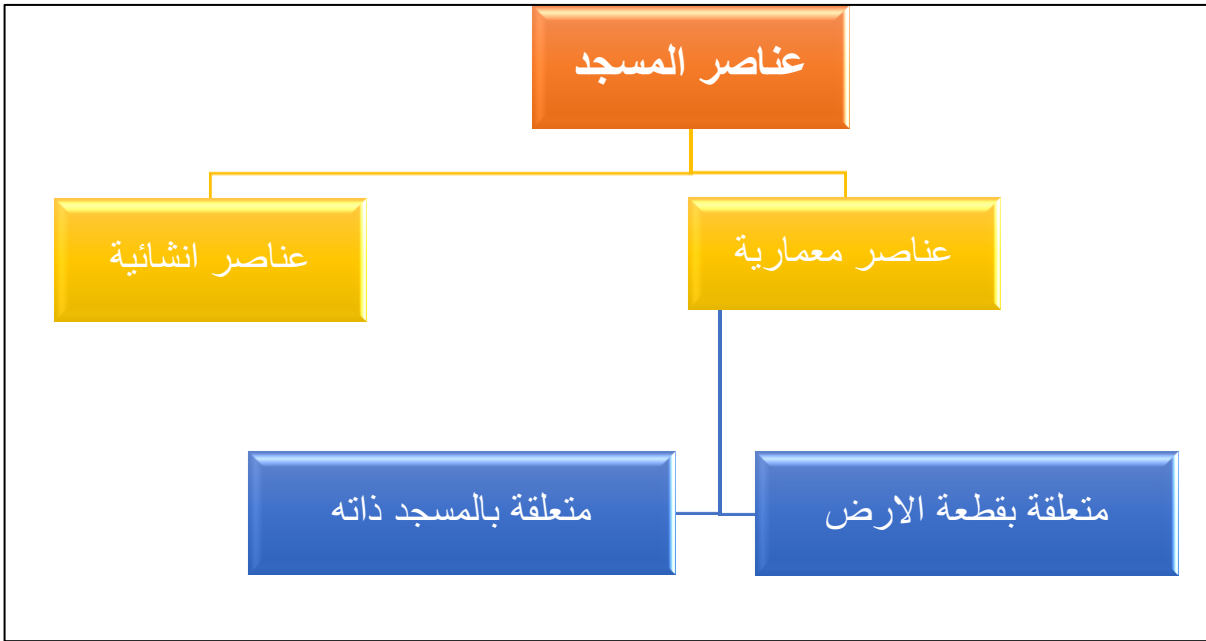 عناصر المسجد
عناصر معمارية
عناصر انشائية
متعلقة بقطعة الارض
متعلقة بالمسجد ذاته